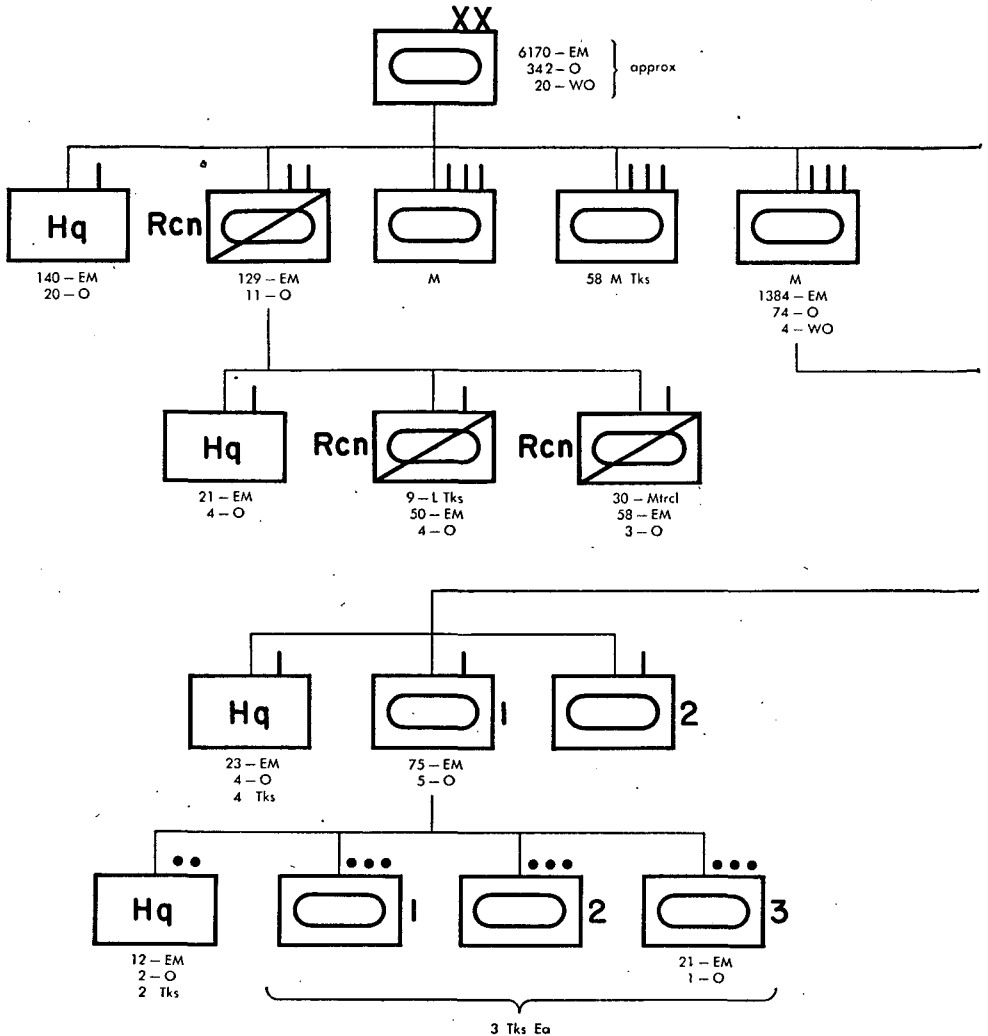 XX
6170 – EM
342 – O
20 – WO
approx
Hq
140 – EM
20 – O
Rcn
129 – EM
11 – O
M
58 M Tks
M
1384 – EM
74 – O
4 – WO
Hq
21 – EM
4 – O
Rcn
9 – L Tks
50 – EM
4 – O
Rcn
30 – Mtrcl
58 – EM
3 – O
Hq
23 – EM
4 – O
4 Tks
1
75 – EM
5 – O
2
Hq
12 – EM
2 – O
2 Tks
1
2
3
21 – EM
1 – O
3 Tks Ea